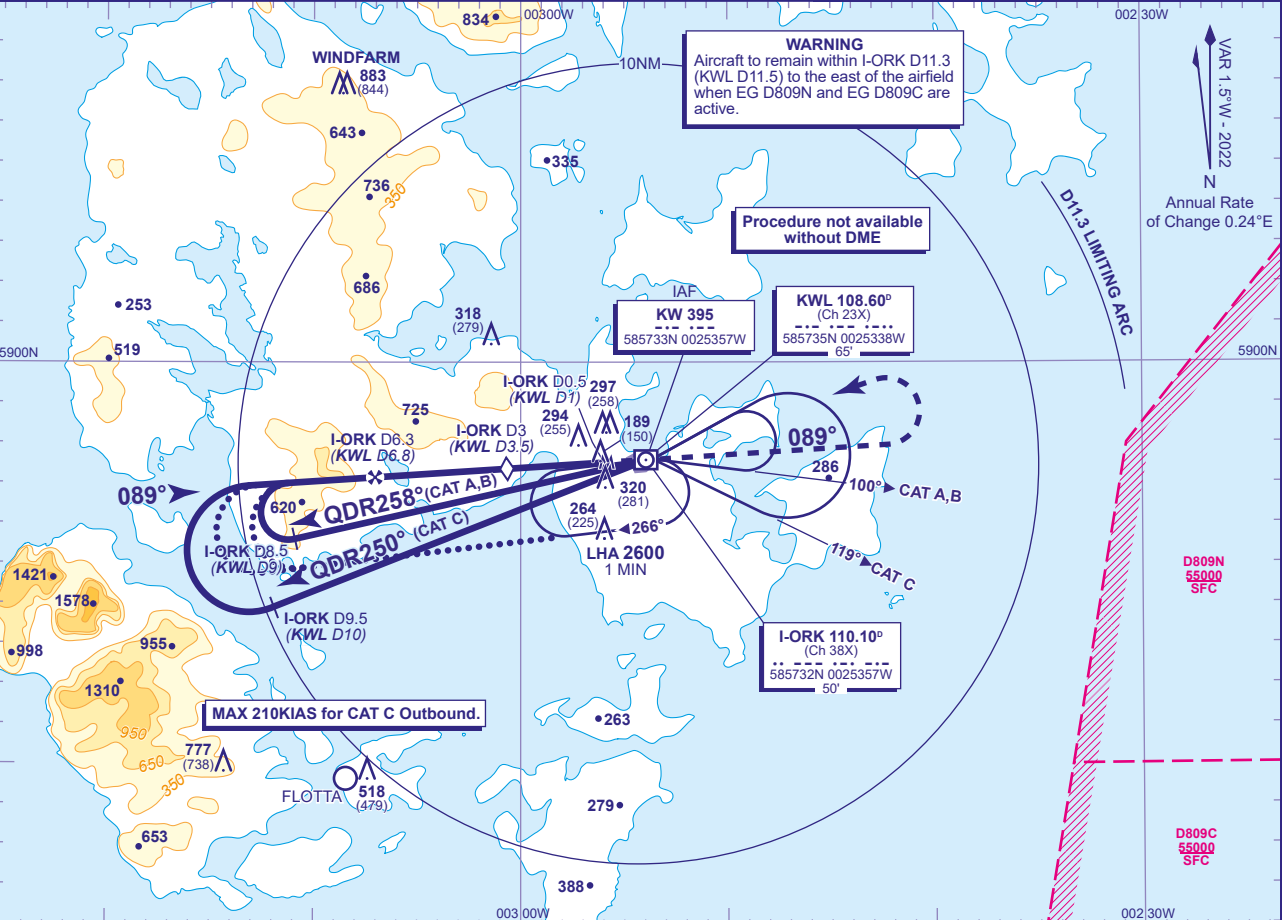 834
00300W
002 30W
WINDFARM
883
(844)
10NM
WARNING
Aircraft to remain within I-ORK D11.3
(KWL D11.5) to the east of the airfield
when EG D809N and EG D809C are
active.
VAR 1.5°W - 2022
N
Annual Rate
of Change 0.24°E
643
335
736
350
Procedure not available
without DME
D11.3 LIMITING ARC
686
253
318
(279)
IAF
KW 395
585733N 0025357W
KWL 108.60ᴰ
(Ch 23X)
585735N 0025338W
65'
519
5900N
5900N
I-ORK D0.5
(KWL D1)
297
(258)
725
294
(255)
189
(150)
I-ORK D3
(KWL D3.5)
I-ORK D6.3
(KWL D6.8)
089°
286
089°
100° CAT A,B
620
QDR258° (CAT A,B)
320
(281)
264
(225)
266°
QDR250° (CAT C)
I-ORK D8.5
(KWL D9)
LHA 2600
1 MIN
119° CAT C
1421
1578
D809N
55000
SFC
I-ORK D9.5
(KWL D10)
955
998
I-ORK 110.10ᴰ
(Ch 38X)
585732N 0025357W
50'
1310
MAX 210KIAS for CAT C Outbound.
263
950
777
(738)
650
350
FLOTTA
518
(479)
279
653
D809C
55000
SFC
388
003 00W
002 30W